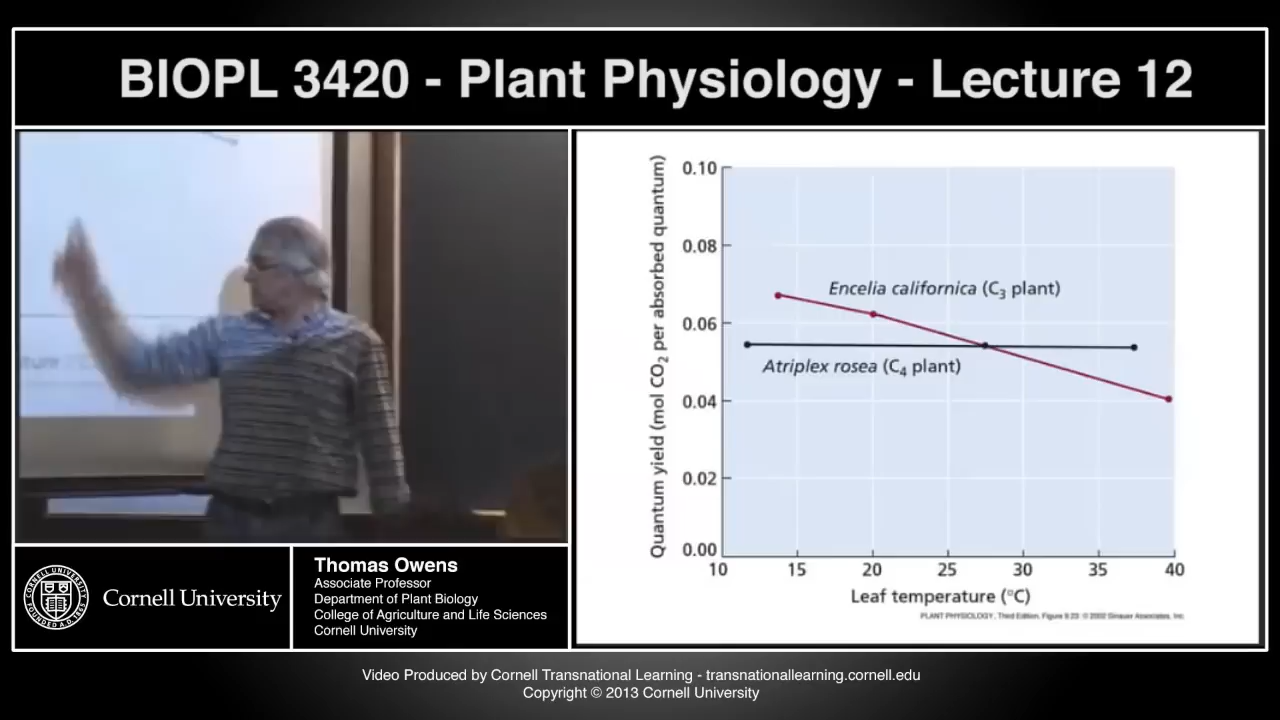 BIOPL 3420 - Plant Physiology - Lecture 12
Quantum yield (mol CO2 per absorbed quantum)
0.10
0.08
0.06
0.04
0.02
0.00
Encelia californica (C3 plant)
Atriplex rosea (C4 plant)
10 15 20 25 30 35 40
Leaf temperature (°C)
PLANT PHYSIOLOGY, Third Edition, Figure 9.23 © 2002 Sinauer Associates, Inc.
Cornell University
Thomas Owens
Associate Professor
Department of Plant Biology
College of Agriculture and Life Sciences
Cornell University
Video Produced by Cornell Transnational Learning - transnationallearning.cornell.edu
Copyright © 2013 Cornell University